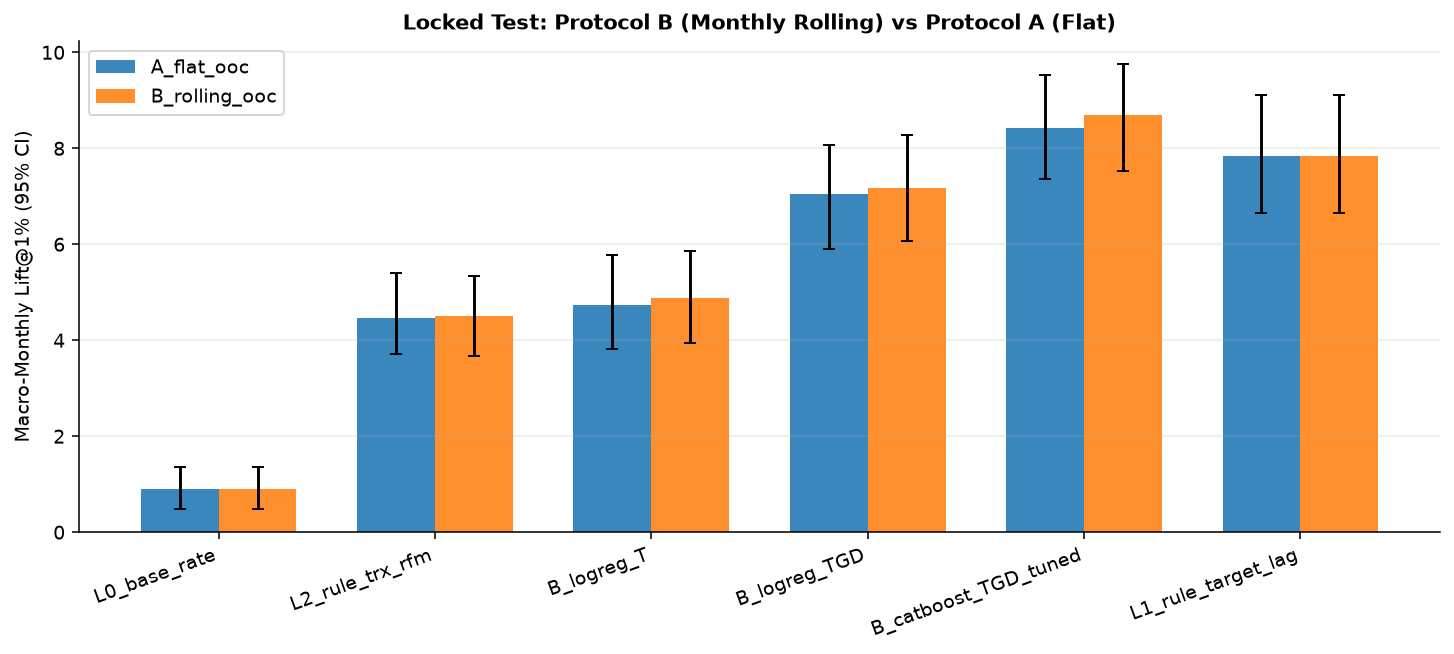 Locked Test: Protocol B (Monthly Rolling) vs Protocol A (Flat)
A_flat_ooc
B_rolling_ooc
Macro-Monthly Lift@1% (95% CI)
10
8
6
4
2
0
L0_base_rate
L2_rule_trx_rfm
B_logreg_T
B_logreg_TGD
B_catboost_TGD_tuned
L1_rule_target_lag